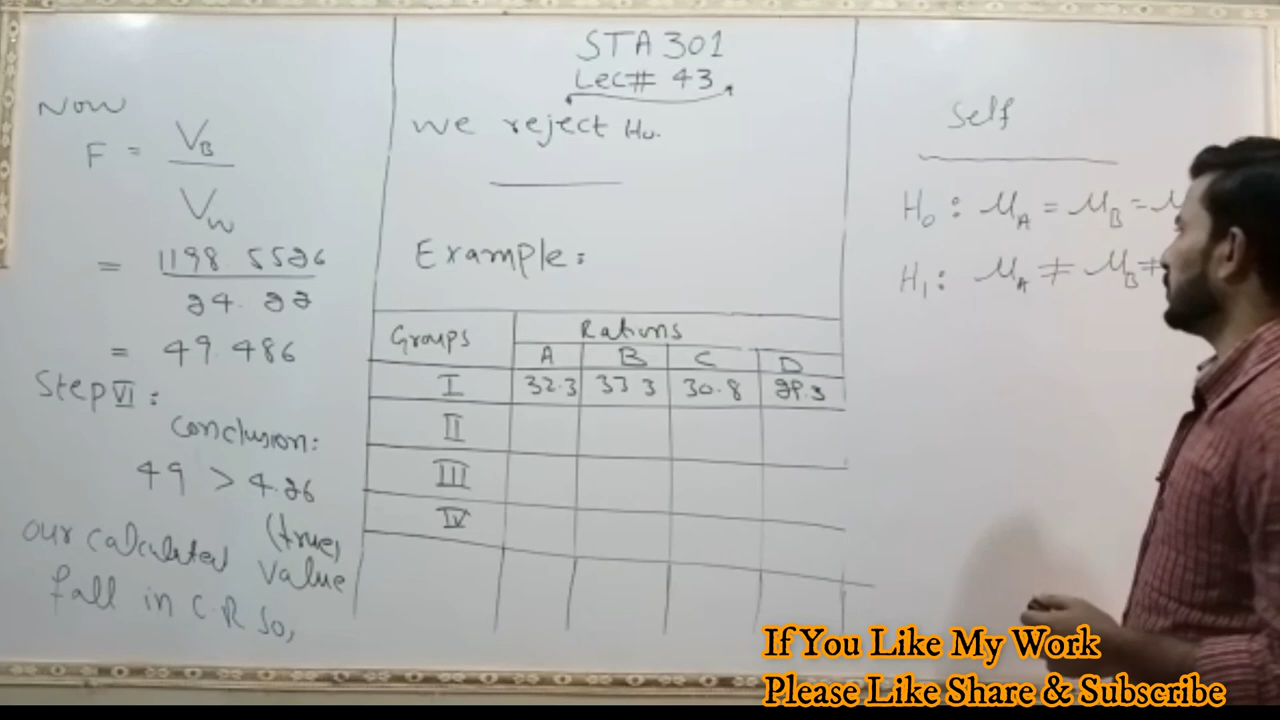 STA 301
Lec# 43
Now
F = V_B / V_W
= 1198.5526 / 24.22
= 49.486
Step VI:
Conclusion:
49 > 4.26
(true)
our calculated value
fall in C.R So,
we reject H₀.
Example:
Groups Rations
A B C D
I 32.3 33.3 30.8 29.3
II
III
IV
Self
H₀ : μ_A = μ_B =
H₁ : μ_A ≠ μ_B ≠
If You Like My Work
Please Like Share & Subscribe